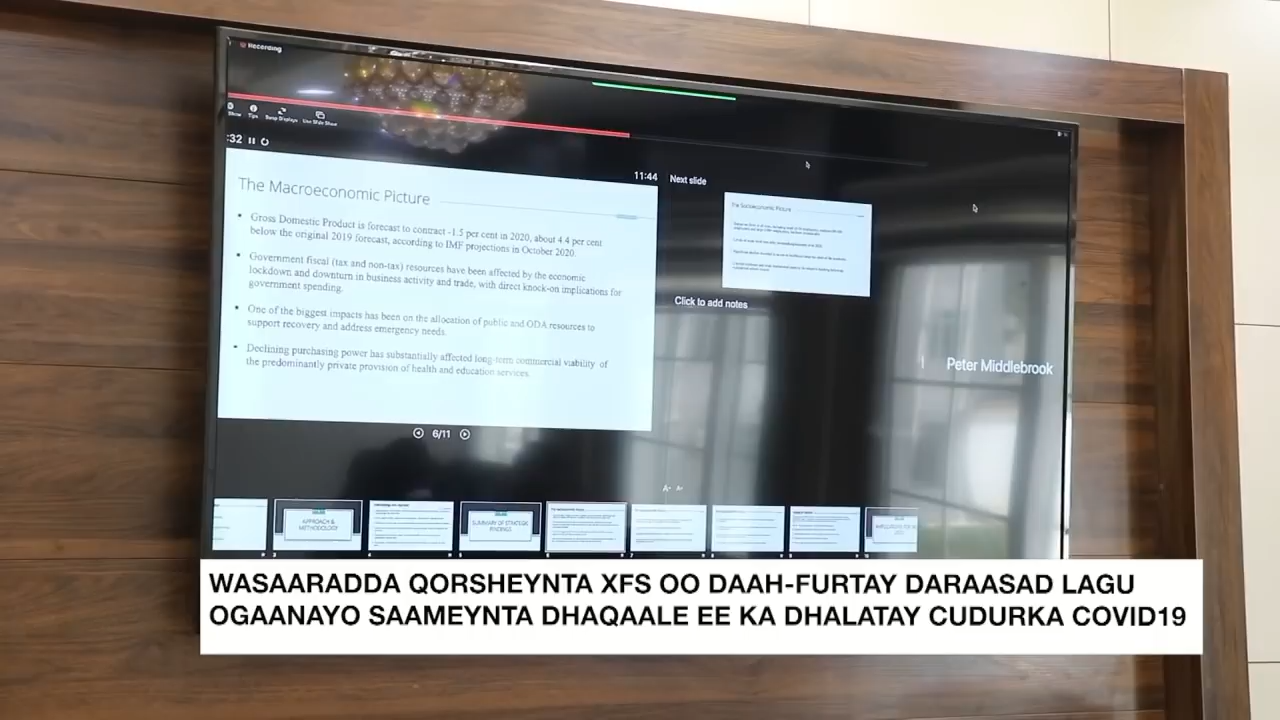 Recording
Show
Tips
Swap Displays
Use Slide Show
:32
11:44
Next slide
The Macroeconomic Picture
• Gross Domestic Product is forecast to contract -1.5 per cent in 2020, about 4.4 per cent
below the original 2019 forecast, according to IMF projections in October 2020.
• Government fiscal (tax and non-tax) resources have been affected by the economic
lockdown and downturn in business activity and trade, with direct knock-on implications for
government spending.
• One of the biggest impacts has been on the allocation of public and ODA resources to
support recovery and address emergency needs.
• Declining purchasing power has substantially affected long-term commercial viability of
the predominantly private provision of health and education services.
The Socioeconomic Picture
Click to add notes
Peter Middlebrook
6/11
APPROACH &
METHODOLOGY
SUMMARY OF STRATEGIC
FINDINGS
WASAARADDA QORSHEYNTA XFS OO DAAH-FURTAY DARAASAD LAGU
OGAANAYO SAAMEYNTA DHAQAALE EE KA DHALATAY CUDURKA COVID19